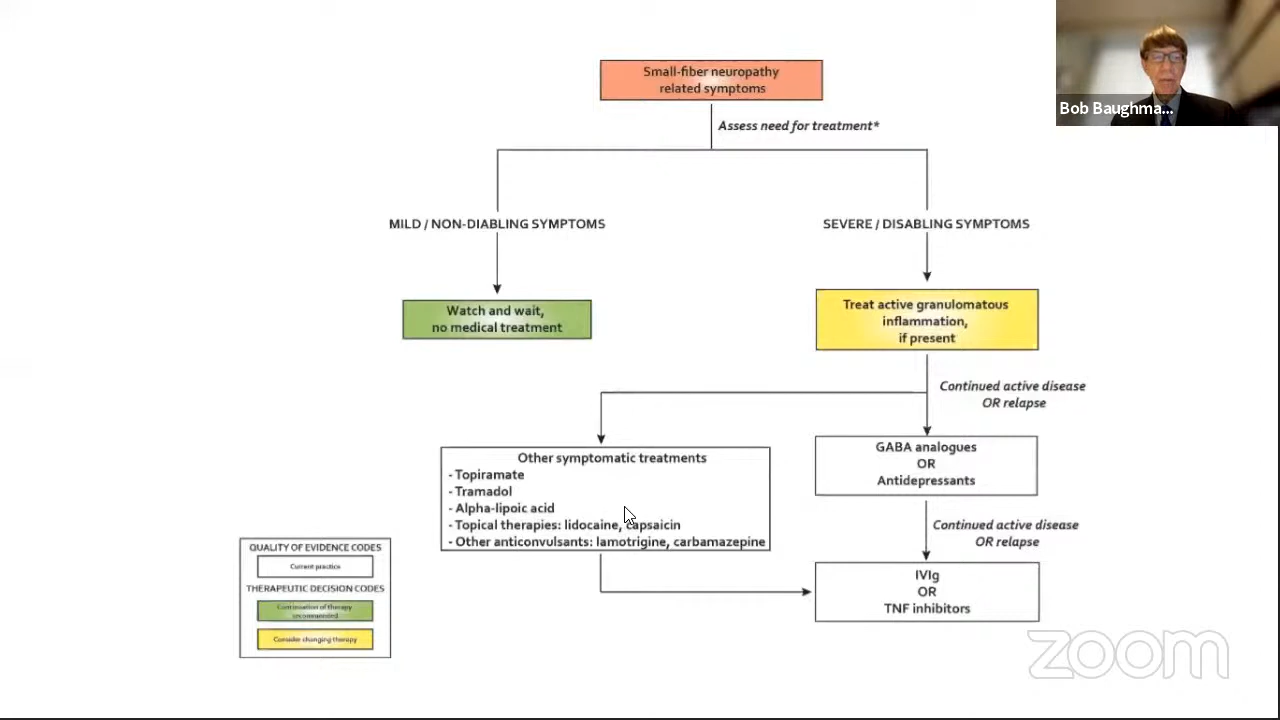 Small-fiber neuropathy
related symptoms
Bob Baughma...
Assess need for treatment*
MILD / NON-DIABLING SYMPTOMS
SEVERE / DISABLING SYMPTOMS
Watch and wait,
no medical treatment
Treat active granulomatous
inflammation,
if present
Continued active disease
OR relapse
Other symptomatic treatments
- Topiramate
- Tramadol
- Alpha-lipoic acid
- Topical therapies: lidocaine, capsaicin
- Other anticonvulsants: lamotrigine, carbamazepine
GABA analogues
OR
Antidepressants
Continued active disease
OR relapse
IVIg
OR
TNF inhibitors
QUALITY OF EVIDENCE CODES
Current practice
THERAPEUTIC DECISION CODES
Continuation of therapy
recommended
Consider changing therapy
zoom